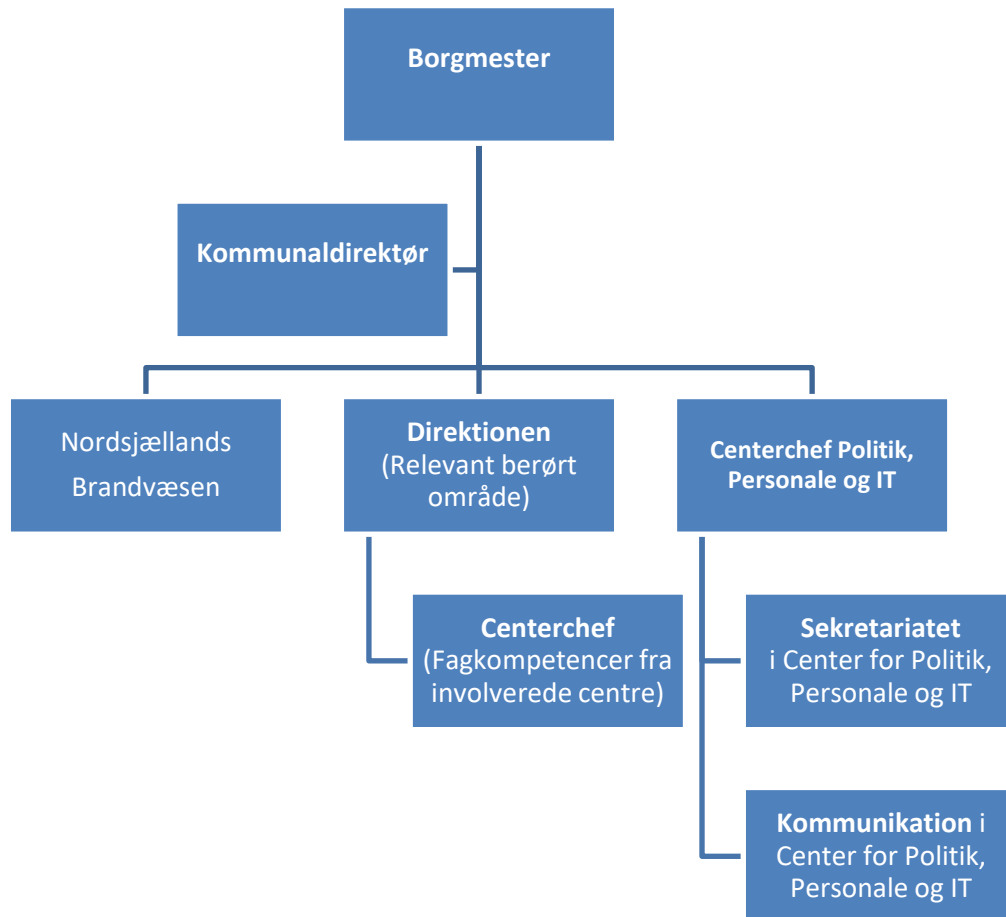 Borgmester
Kommunaldirektør
Nordsjællands
Brandvæsen
Direktionen
(Relevant berørt
område)
Centerchef Politik,
Personale og IT
Centerchef
(Fagkompetencer fra
involverede centre)
Sekretariatet
i Center for Politik,
Personale og IT
Kommunikation i
Center for Politik,
Personale og IT